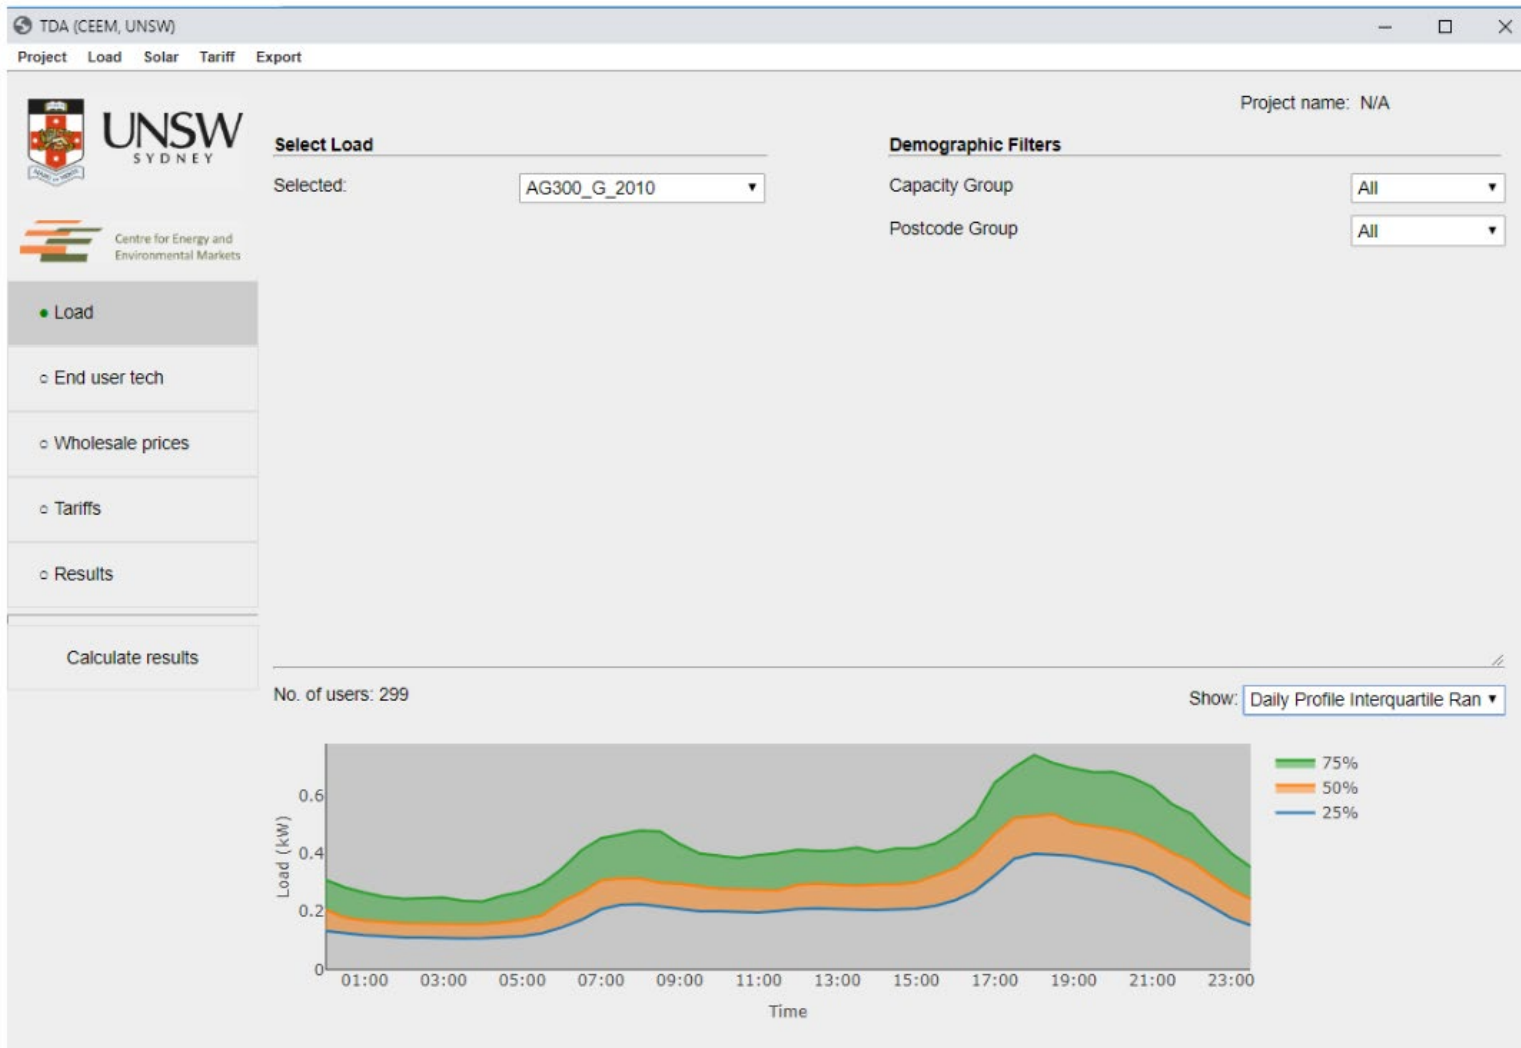 TDA (CEEM, UNSW)
Project Load Solar Tariff Export
UNSW
SYDNEY
Project name: N/A
Select Load
Demographic Filters
Selected: AG300_G_2010
Capacity Group All
Postcode Group All
Centre for Energy and
Environmental Markets
Load
End user tech
Wholesale prices
Tariffs
Results
Calculate results
No. of users: 299
Show: Daily Profile Interquartile Ran
75%
50%
25%
Load (kW)
0.6
0.4
0.2
0
01:00 03:00 05:00 07:00 09:00 11:00 13:00 15:00 17:00 19:00 21:00 23:00
Time